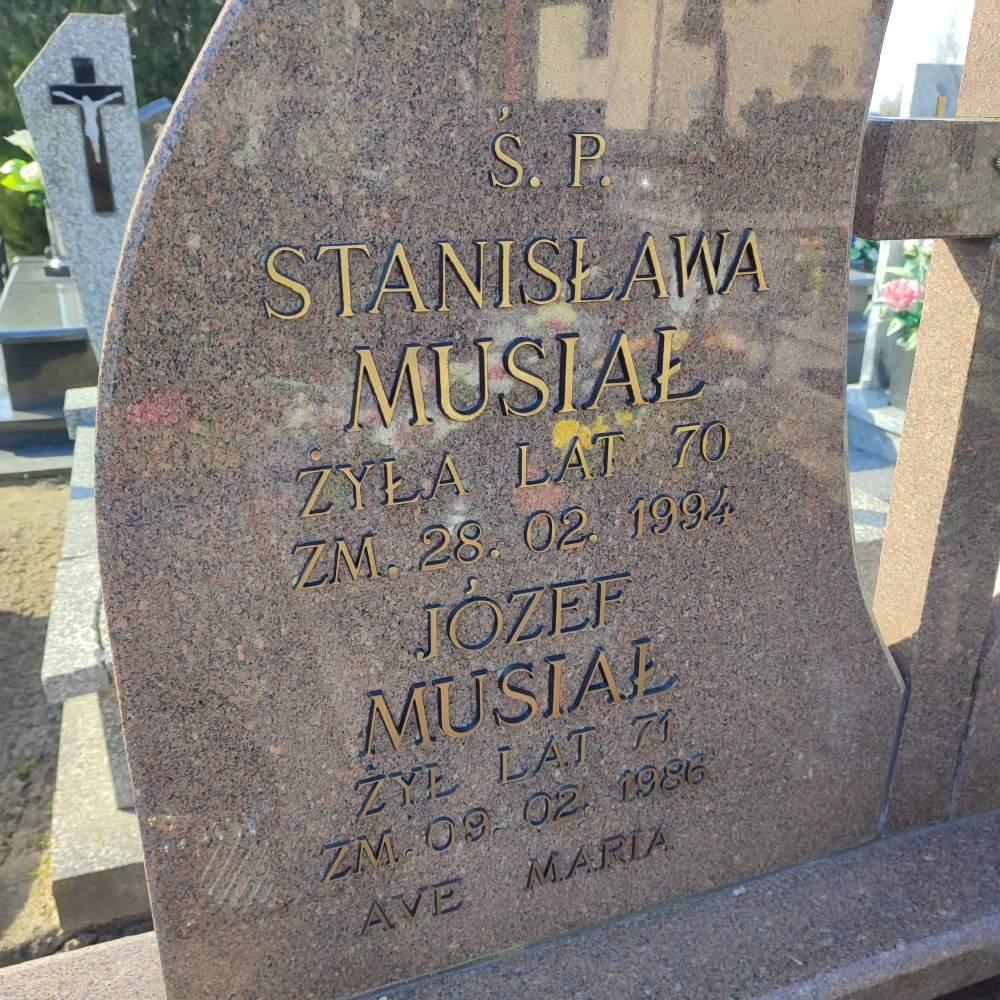 Ś. P.
STANISŁAWA
MUSIAŁ
ŻYŁA LAT 70
ZM. 28. 02. 1994
JÓZEF
MUSIAŁ
ŻYŁ LAT 71
ZM. 09. 02. 1986
AVE MARIA